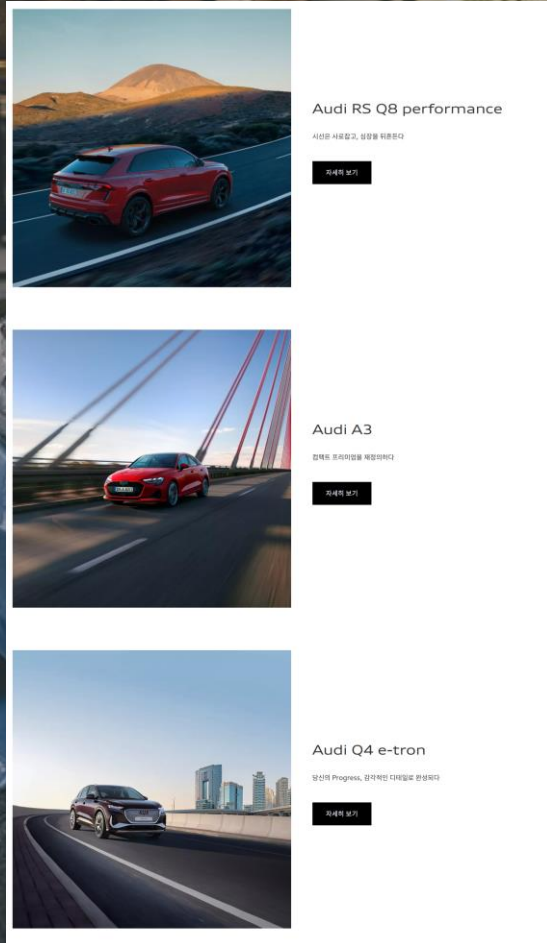 Audi RS Q8 performance
시선은 사로잡고, 심장을 뒤흔든다
자세히 보기
Audi A3
컴팩트 프리미엄을 재정의하다
자세히 보기
Audi Q4 e-tron
당신의 Progress, 감각적인 디테일로 완성되다
자세히 보기